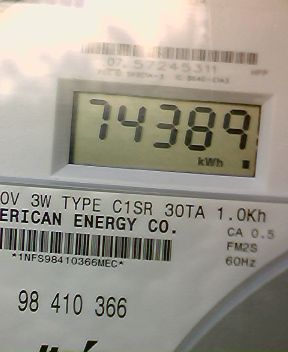 07 57245311
74389
kWh
0V 3W TYPE C1SR 30TA 1.0Kh
ERICAN ENERGY CO.
CA 0.5
FM2S
*1NFS98410366MEC*
60Hz
98 410 366